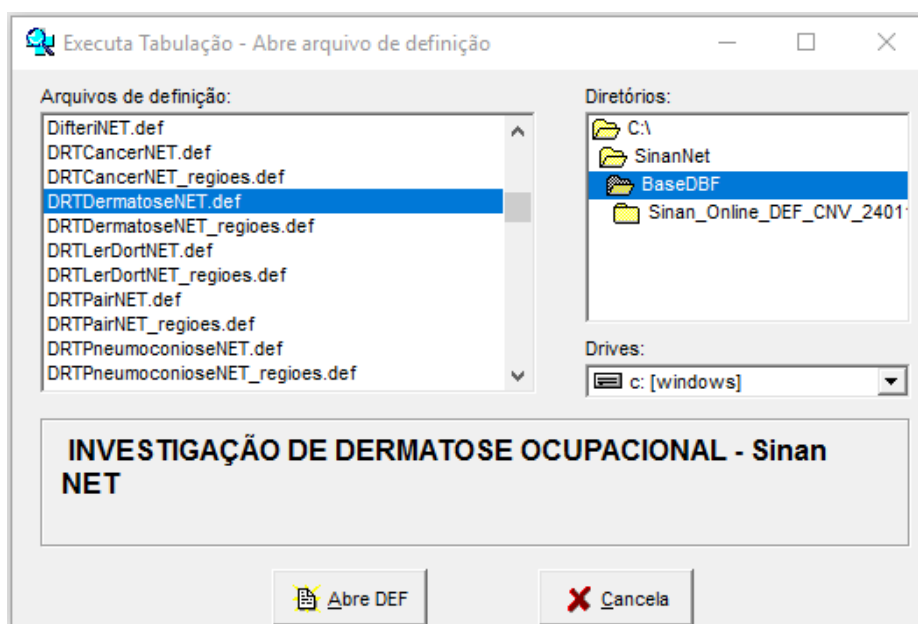 Executa Tabulação - Abre arquivo de definição
Arquivos de definição:
DifteriNET.def
DRTCancerNET.def
DRTCancerNET_regioes.def
DRTDermatoseNET.def
DRTDermatoseNET_regioes.def
DRTLerDortNET.def
DRTLerDortNET_regioes.def
DRTPairNET.def
DRTPairNET_regioes.def
DRTPneumoconioseNET.def
DRTPneumoconioseNET_regioes.def
Diretórios:
C:\
SinanNet
BaseDBF
Sinan_Online_DEF_CNV_2401
Drives:
c: [windows]
INVESTIGAÇÃO DE DERMATOSE OCUPACIONAL - Sinan
NET
Abre DEF
Cancela